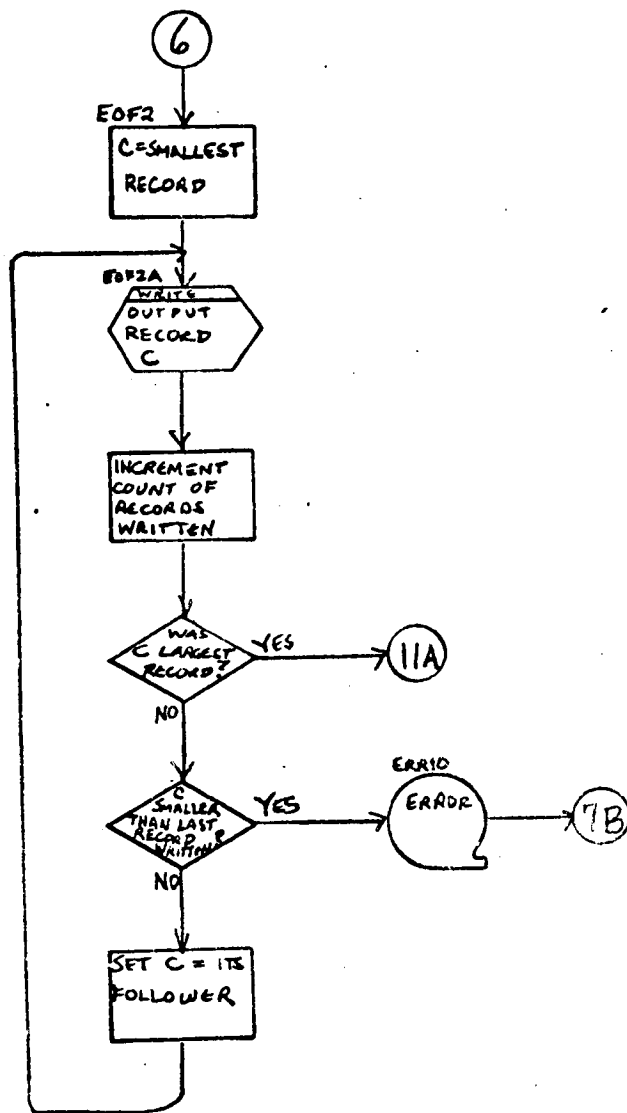 6
EOF2
C=SMALLEST
RECORD
EOF2A
WRITE
OUTPUT
RECORD
C
INCREMENT
COUNT OF
RECORDS
WRITTEN
WAS
C LARGEST
RECORD?
YES
11A
NO
C
SMALLER
THAN LAST
RECORD
WRITTEN?
YES
ERR10
ERROR
7B
NO
SET C = ITS
FOLLOWER